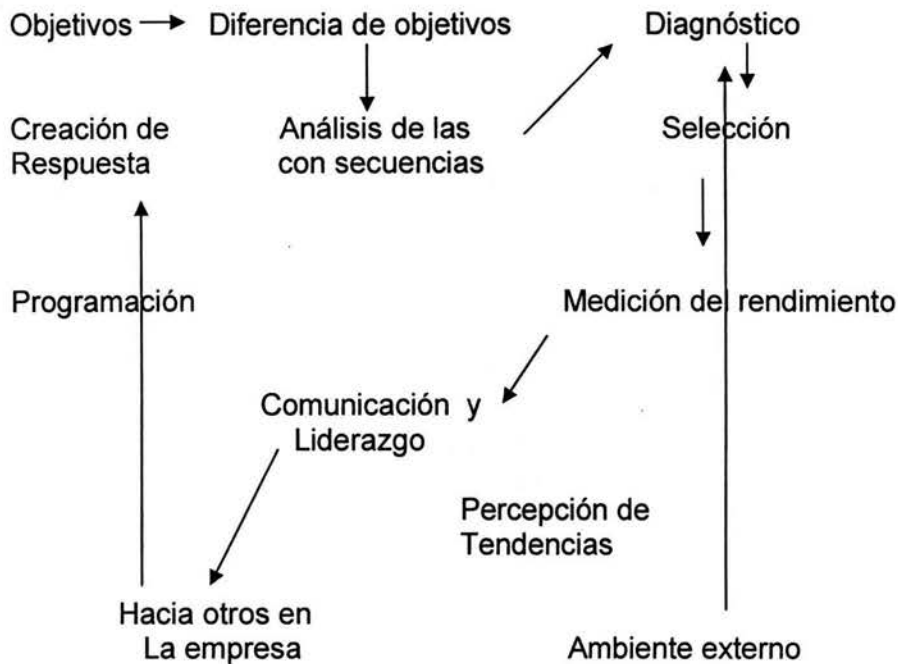 Objetivos Diferencia de objetivos Diagnóstico
Creación de
Respuesta
Análisis de las
con secuencias
Selección
Programación
Medición del rendimiento
Comunicación y
Liderazgo
Percepción de
Tendencias
Hacia otros en
La empresa
Ambiente externo